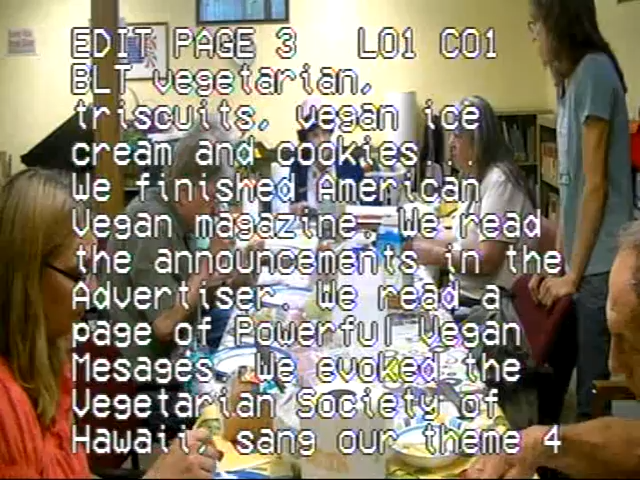 EDIT PAGE 3 L01 C01
BLT vegetarian,
triscuits, vegan ice
cream and cookies...
We finished American
Vegan magazine. We read
the announcements in the
Advertiser. We read a
page of Powerful Vegan
Mesages. We evoked the
Vegetarian Society of
Hawaii, sang our theme 4